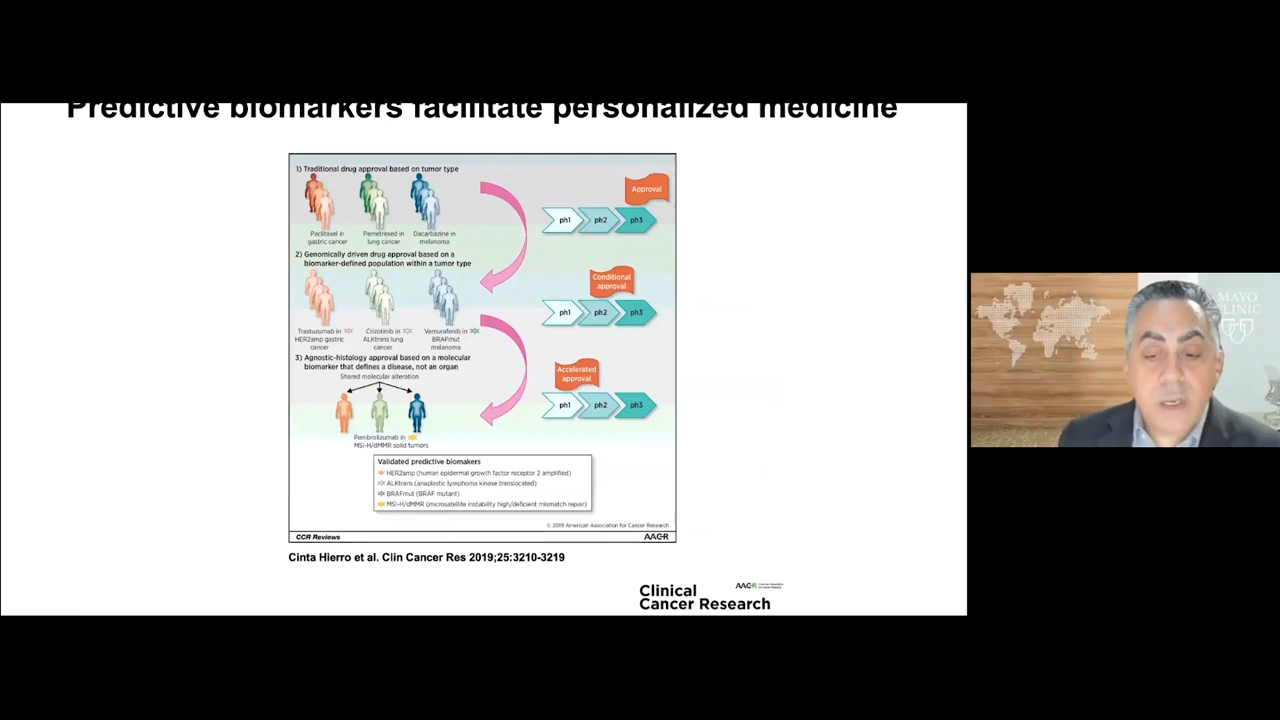 Predictive biomarkers facilitate personalized medicine
1) Traditional drug approval based on tumor type
Approval
ph1 ph2 ph3
Paclitaxel in
gastric cancer
Pemetrexed in
lung cancer
Dacarbazine in
melanoma
2) Genomically driven drug approval based on a
biomarker-defined population within a tumor type
Conditional
approval
ph1 ph2 ph3
Trastuzumab in
HER2amp gastric
cancer
Crizotinib in
ALKtrans lung
cancer
Vemurafenib in
BRAFmut
melanoma
3) Agnostic-histology approval based on a molecular
biomarker that defines a disease, not an organ
Shared molecular alteration
Accelerated
approval
ph1 ph2 ph3
Pembrolizumab in
MSI-H/dMMR solid tumors
Validated predictive biomakers
HER2amp (human epidermal growth factor receptor 2 amplified)
ALKtrans (anaplastic lymphoma kinase translocated)
BRAFmut (BRAF mutant)
MSI-H/dMMR (microsatellite instability high/deficient mismatch repair)
© 2019 American Association for Cancer Research
CCR Reviews
AACR
Cinta Hierro et al. Clin Cancer Res 2019;25:3210-3219
Clinical
Cancer Research
AACR American Association
for Cancer Research
MAYO
CLINIC